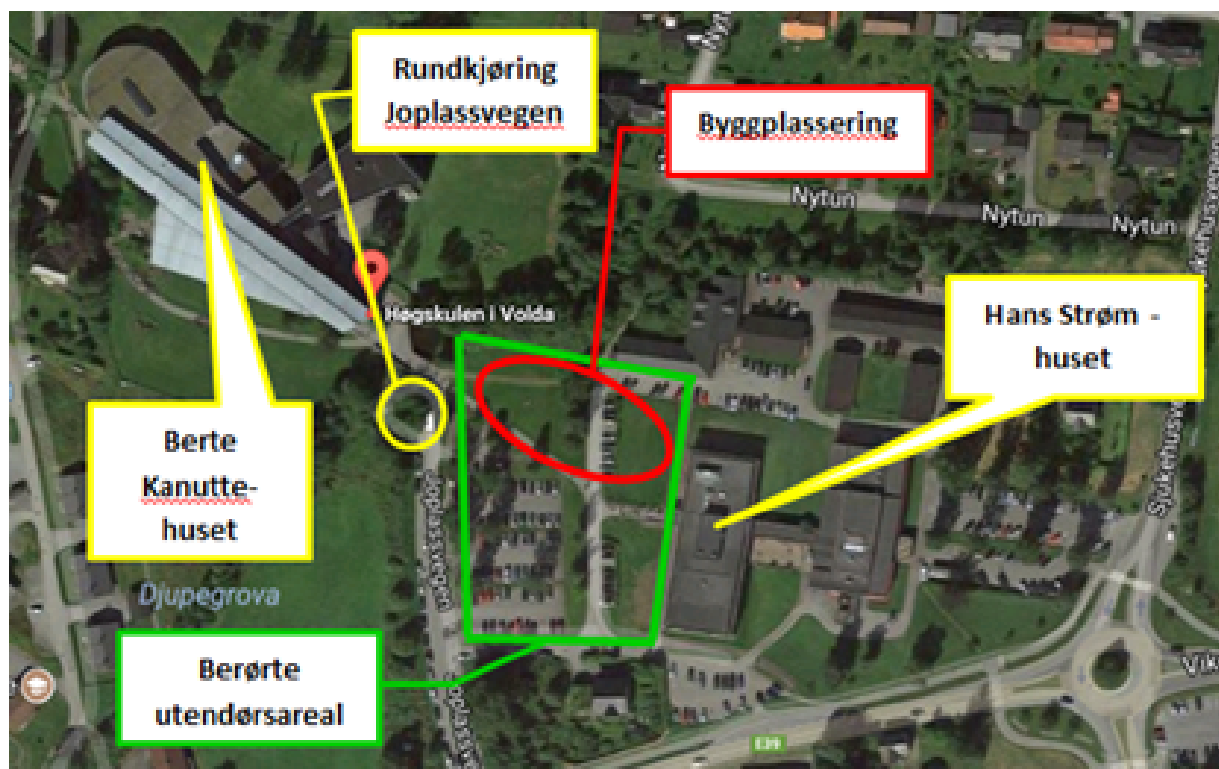 Rundkjøring
Joplassvegen
Byggplassering
Nytun
Nytun
Nytun
Høgskulen i Volda
Hans Strøm -
huset
Berte
Kanutte-
huset
Djupegrova
Berørte
utendørsareal
E39